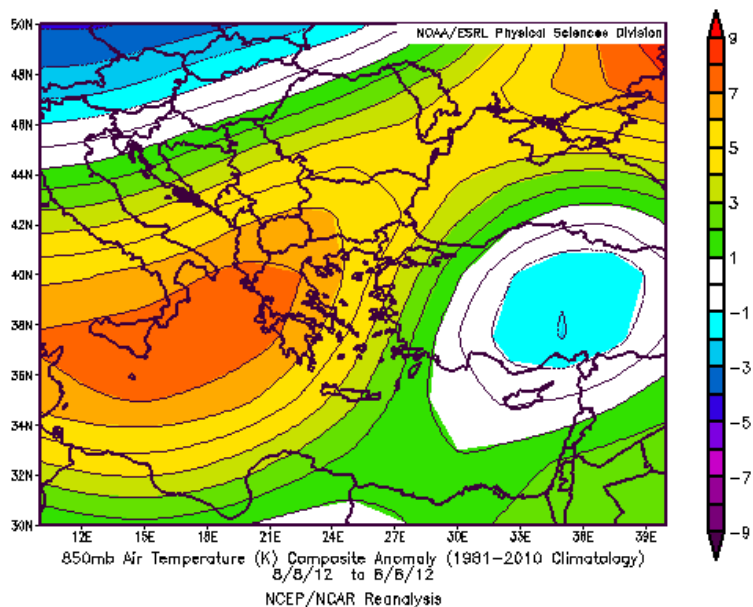 50N
NOAA/ESRL Physical Sciences Division
48N
46N
44N
42N
40N
38N
36N
34N
32N
30N
12E 15E 18E 21E 24E 27E 30E 33E 36E 39E
9
7
5
3
1
-1
-3
-5
-7
-9
850mb Air Temperature (K) Composite Anomaly (1981-2010 Climatology)
8/8/12 to 8/8/12
NCEP/NCAR Reanalysis